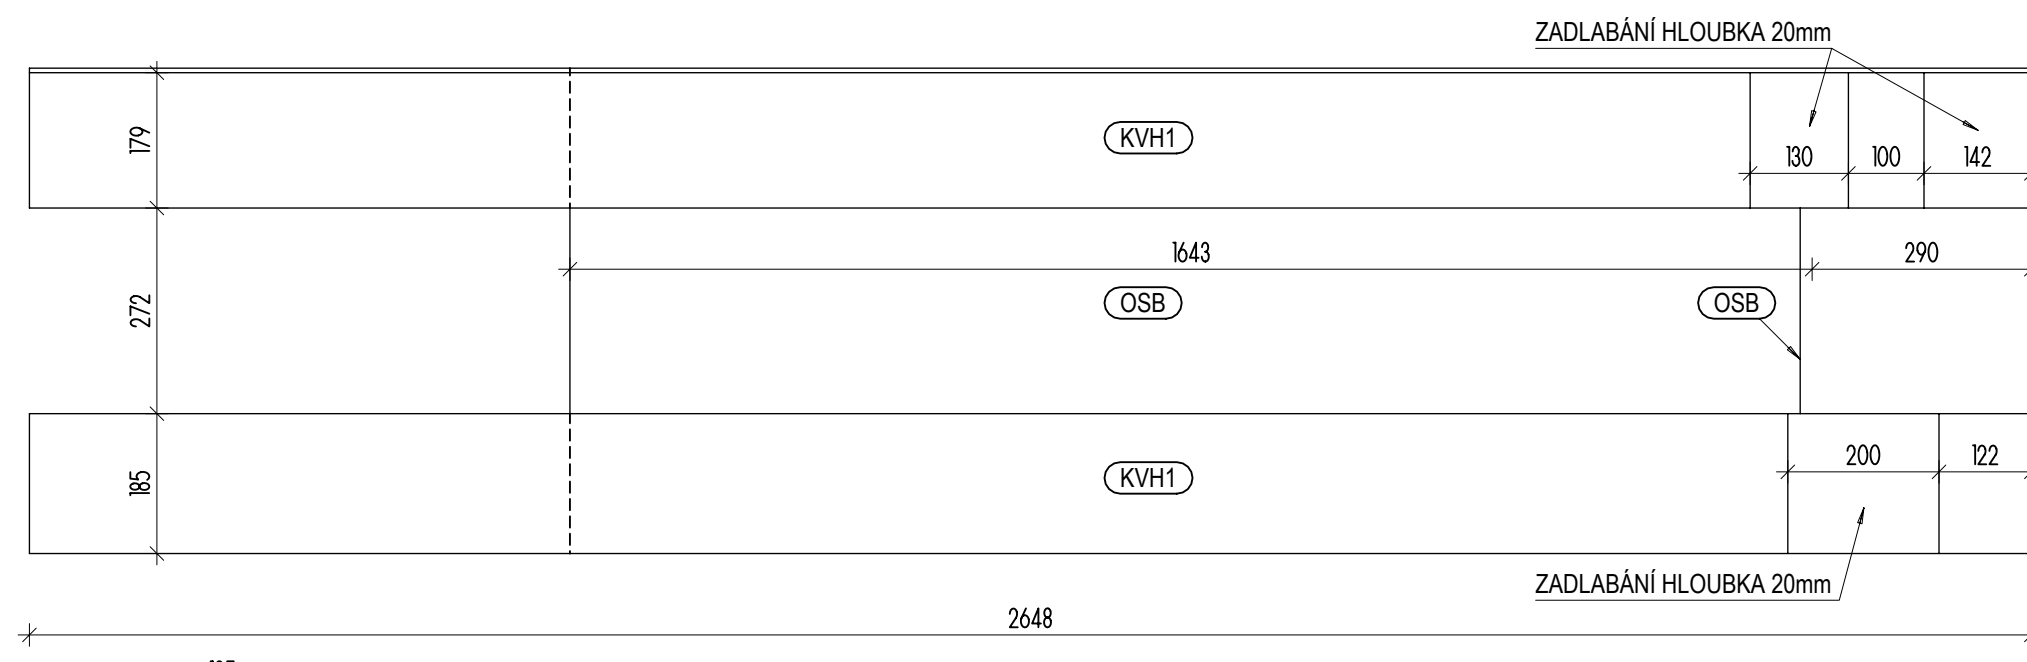 ZADLABÁNÍ HLOUBKA 20mm
179
KVH1
130
100
142
1643
290
272
OSB
OSB
185
KVH1
200
122
ZADLABÁNÍ HLOUBKA 20mm
2648